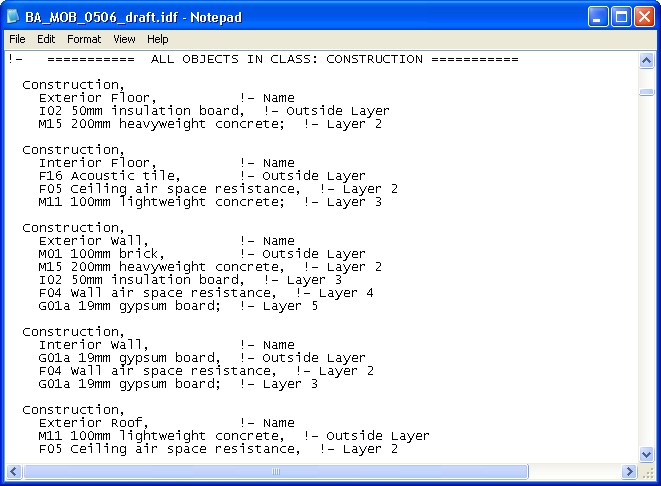 BA_MOB_0506_draft.idf - Notepad
File Edit Format View Help
!-   ===========  ALL OBJECTS IN CLASS: CONSTRUCTION ===========

  Construction,
    Exterior Floor,          !- Name
    I02 50mm insulation board,  !- Outside Layer
    M15 200mm heavyweight concrete;  !- Layer 2

  Construction,
    Interior Floor,          !- Name
    F16 Acoustic tile,       !- Outside Layer
    F05 Ceiling air space resistance,  !- Layer 2
    M11 100mm lightweight concrete;  !- Layer 3

  Construction,
    Exterior Wall,           !- Name
    M01 100mm brick,         !- Outside Layer
    M15 200mm heavyweight concrete,  !- Layer 2
    I02 50mm insulation board,  !- Layer 3
    F04 Wall air space resistance,  !- Layer 4
    G01a 19mm gypsum board;  !- Layer 5

  Construction,
    Interior Wall,           !- Name
    G01a 19mm gypsum board,  !- Outside Layer
    F04 Wall air space resistance,  !- Layer 2
    G01a 19mm gypsum board;  !- Layer 3

  Construction,
    Exterior Roof,           !- Name
    M11 100mm lightweight concrete,  !- Outside Layer
    F05 Ceiling air space resistance,  !- Layer 2